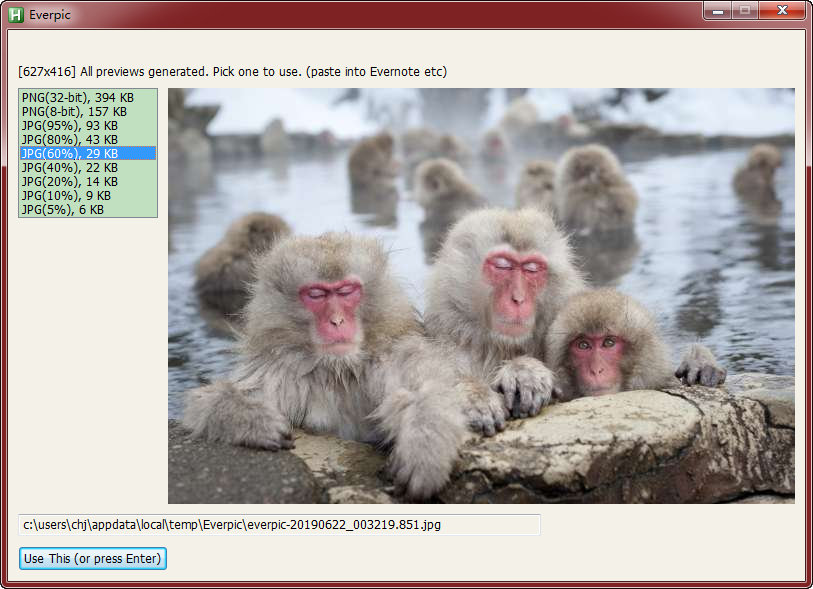 Everpic
[627x416] All previews generated. Pick one to use. (paste into Evernote etc)
PNG(32-bit), 394 KB
PNG(8-bit), 157 KB
JPG(95%), 93 KB
JPG(80%), 43 KB
JPG(60%), 29 KB
JPG(40%), 22 KB
JPG(20%), 14 KB
JPG(10%), 9 KB
JPG(5%), 6 KB
c:\users\chj\appdata\local\temp\Everpic\everpic-20190622_003219.851.jpg
Use This (or press Enter)